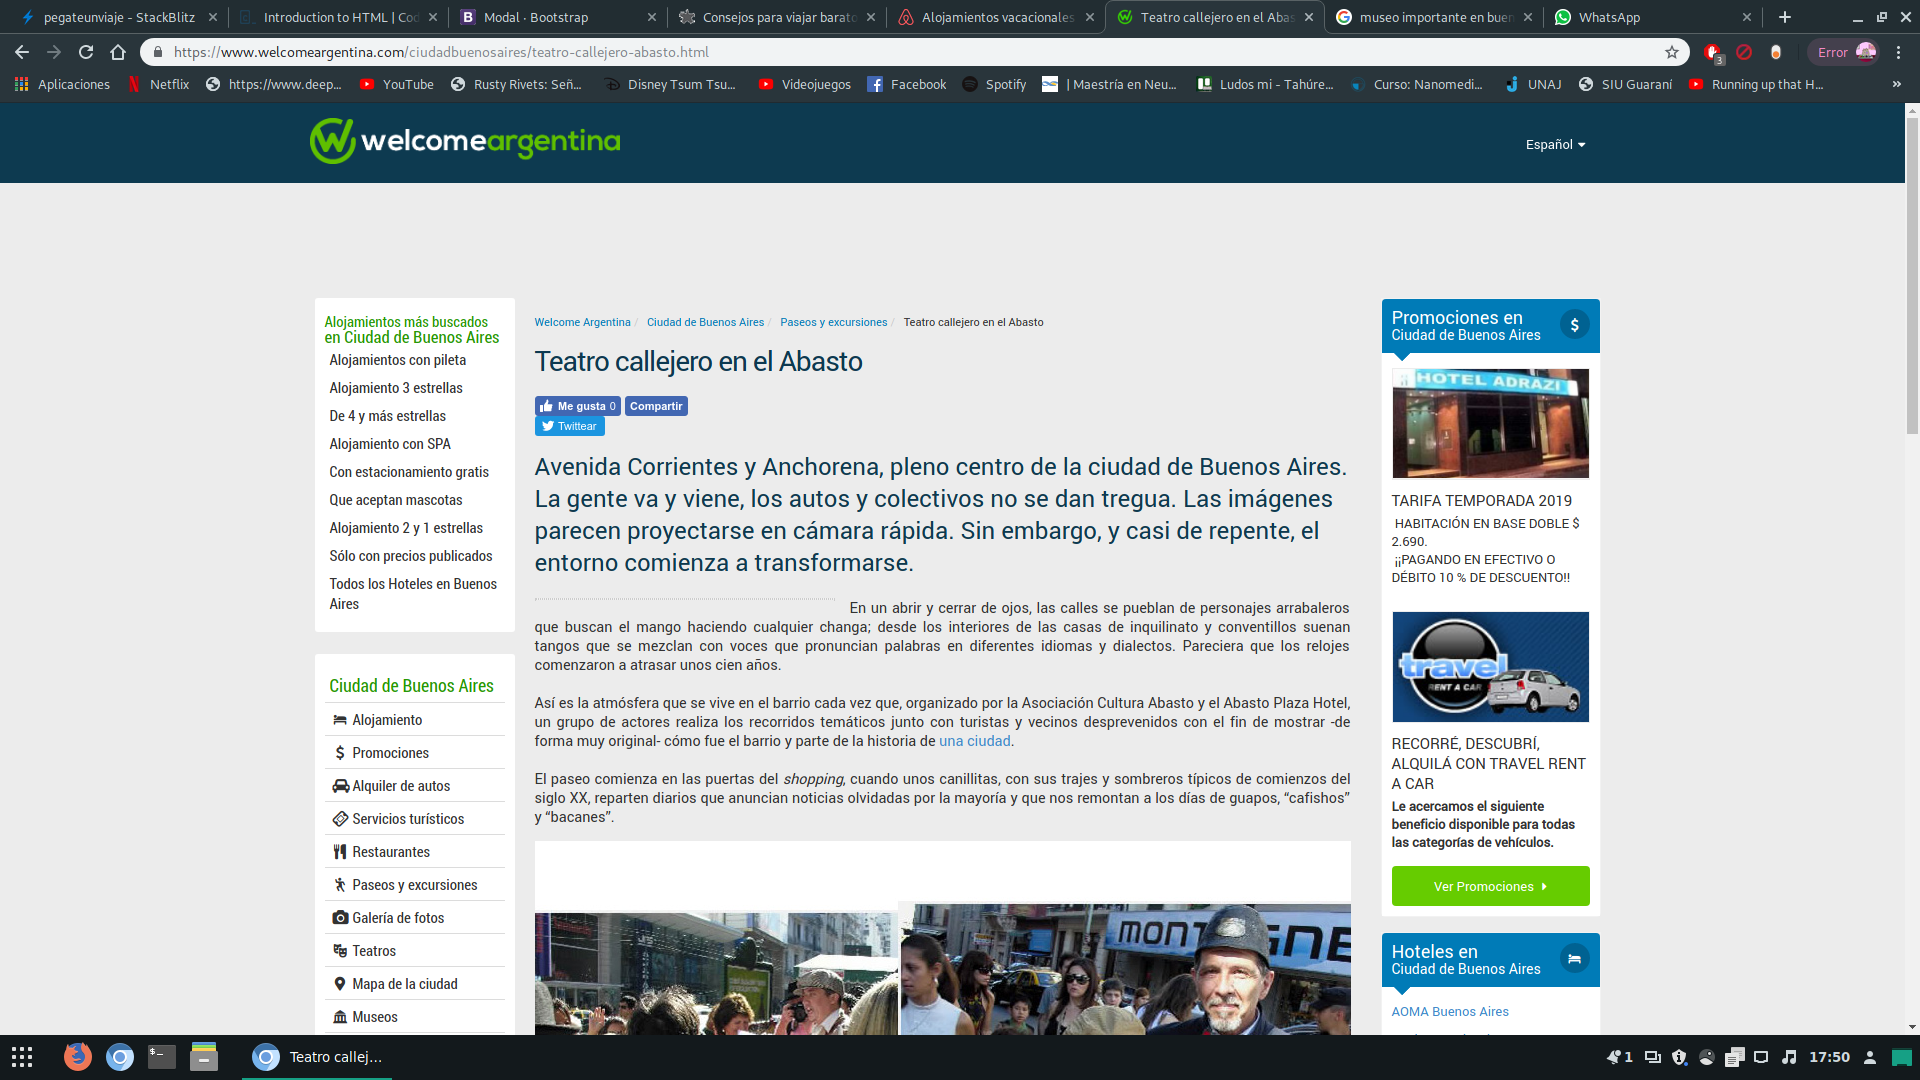 pegateunviaje - StackBlitz
Introduction to HTML | Cod
Modal · Bootstrap
Consejos para viajar barato
Alojamientos vacacionales
Teatro callejero en el Abas
museo importante en buen
WhatsApp
https://www.welcomeargentina.com/ciudadbuenosaires/teatro-callejero-abasto.html
3
Error
Aplicaciones
Netflix
https://www.deep...
YouTube
Rusty Rivets: Señ...
Disney Tsum Tsu...
Videojuegos
Facebook
Spotify
| Maestría en Neu...
Ludos mi - Tahúre...
Curso: Nanomedi...
UNAJ
SIU Guaraní
Running up that H...
»
welcomeargentina
Español
Alojamientos más buscados
en Ciudad de Buenos Aires
Alojamientos con pileta
Alojamiento 3 estrellas
De 4 y más estrellas
Alojamiento con SPA
Con estacionamiento gratis
Que aceptan mascotas
Alojamiento 2 y 1 estrellas
Sólo con precios publicados
Todos los Hoteles en Buenos
Aires
Ciudad de Buenos Aires
Alojamiento
Promociones
Alquiler de autos
Servicios turísticos
Restaurantes
Paseos y excursiones
Galería de fotos
Teatros
Mapa de la ciudad
Museos
Welcome Argentina / Ciudad de Buenos Aires / Paseos y excursiones / Teatro callejero en el Abasto
Teatro callejero en el Abasto
Me gusta 0 Compartir
Twittear
Avenida Corrientes y Anchorena, pleno centro de la ciudad de Buenos Aires.
La gente va y viene, los autos y colectivos no se dan tregua. Las imágenes
parecen proyectarse en cámara rápida. Sin embargo, y casi de repente, el
entorno comienza a transformarse.
En un abrir y cerrar de ojos, las calles se pueblan de personajes arrabaleros
que buscan el mango haciendo cualquier changa; desde los interiores de las casas de inquilinato y conventillos suenan
tangos que se mezclan con voces que pronuncian palabras en diferentes idiomas y dialectos. Pareciera que los relojes
comenzaron a atrasar unos cien años.
Así es la atmósfera que se vive en el barrio cada vez que, organizado por la Asociación Cultura Abasto y el Abasto Plaza Hotel,
un grupo de actores realiza los recorridos temáticos junto con turistas y vecinos desprevenidos con el fin de mostrar -de
forma muy original- cómo fue el barrio y parte de la historia de una ciudad.
El paseo comienza en las puertas del shopping, cuando unos canillitas, con sus trajes y sombreros típicos de comienzos del
siglo XX, reparten diarios que anuncian noticias olvidadas por la mayoría y que nos remontan a los días de guapos, “cafishos”
y “bacanes”.
MONT GNE
Promociones en
Ciudad de Buenos Aires
$
HOTEL ADRAZI
TARIFA TEMPORADA 2019
HABITACIÓN EN BASE DOBLE $
2.690.
¡¡PAGANDO EN EFECTIVO O
DÉBITO 10 % DE DESCUENTO!!
travel
RENT A CAR
RECORRÉ, DESCUBRÍ,
ALQUILÁ CON TRAVEL RENT
A CAR
Le acercamos el siguiente
beneficio disponible para todas
las categorías de vehículos.
Ver Promociones
Hoteles en
Ciudad de Buenos Aires
AOMA Buenos Aires
Teatro callej...
1
17:50